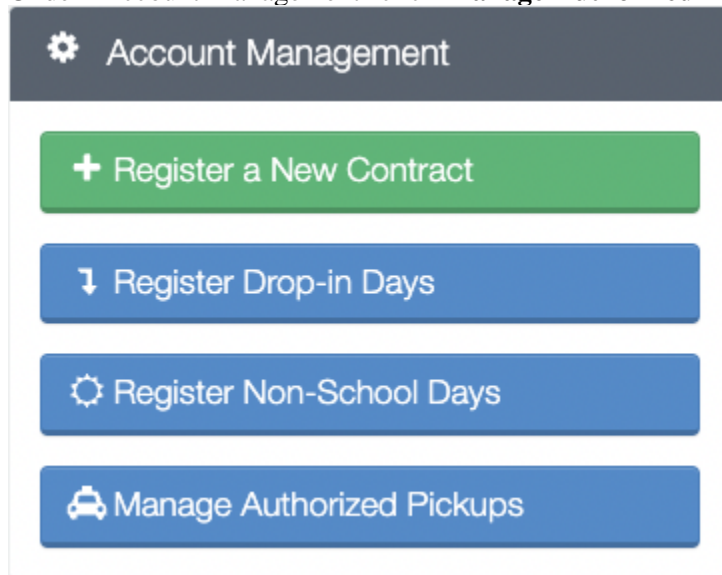 Account Management
Register a New Contract
Register Drop-in Days
Register Non-School Days
Manage Authorized Pickups